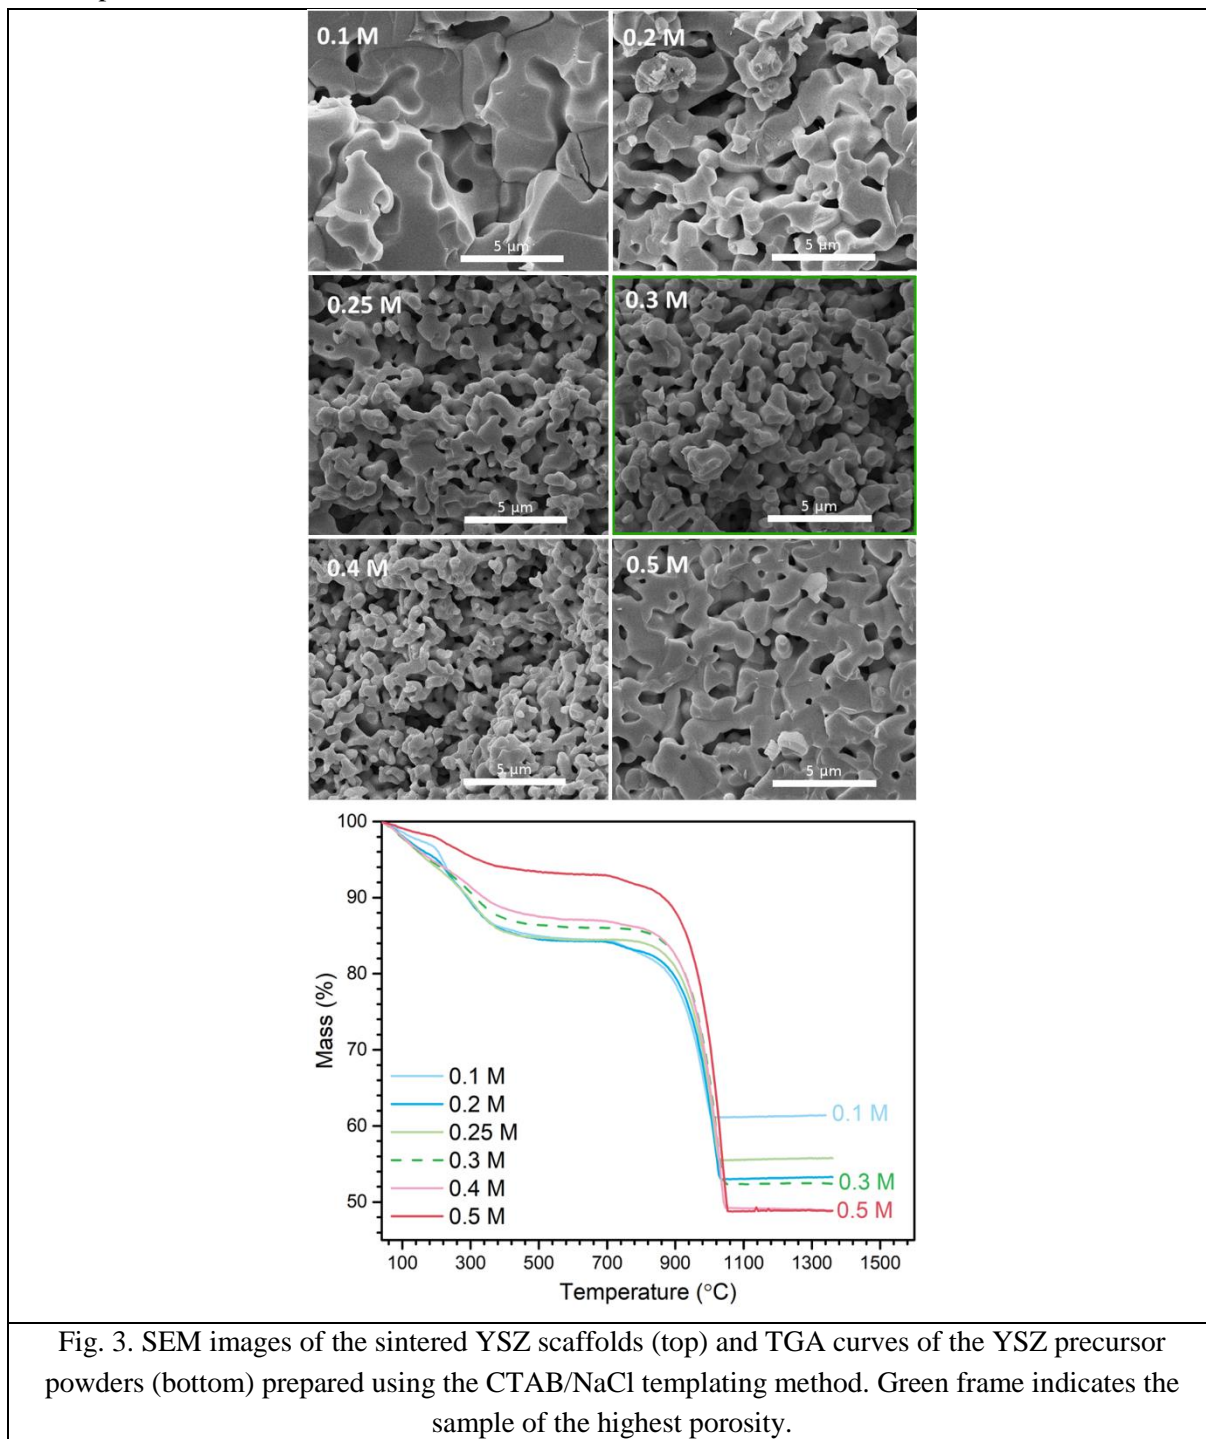 0.1 M
0.2 M
5 µm
5 µm
0.25 M
0.3 M
5 µm
5 µm
0.4 M
0.5 M
5 µm
5 µm
100
90
80
70
60
50
Mass (%)
0.1 M
0.2 M
0.25 M
0.3 M
0.4 M
0.5 M
0.1 M
0.3 M
0.5 M
100 300 500 700 900 1100 1300 1500
Temperature (°C)
Fig. 3. SEM images of the sintered YSZ scaffolds (top) and TGA curves of the YSZ precursor
powders (bottom) prepared using the CTAB/NaCl templating method. Green frame indicates the
sample of the highest porosity.